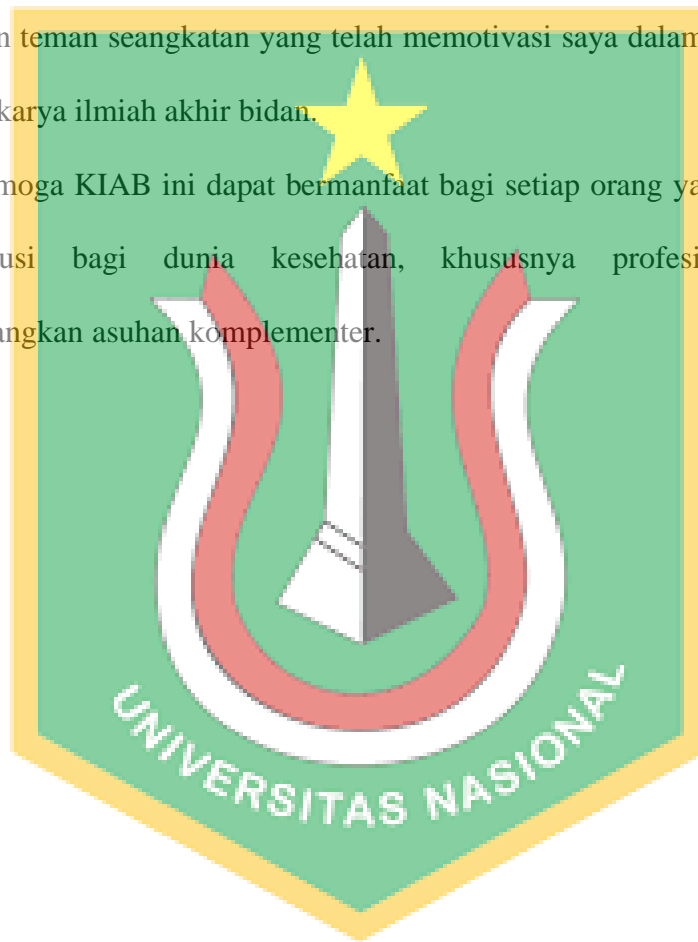 n teman seangkatan yang telah memotivasi saya dalam
karya ilmiah akhir bidan.
moga KIAB ini dapat bermanfaat bagi setiap orang ya
usi bagi dunia kesehatan, khususnya profesi
angkan asuhan komplementer.
UNIVERSITAS NASIONAL